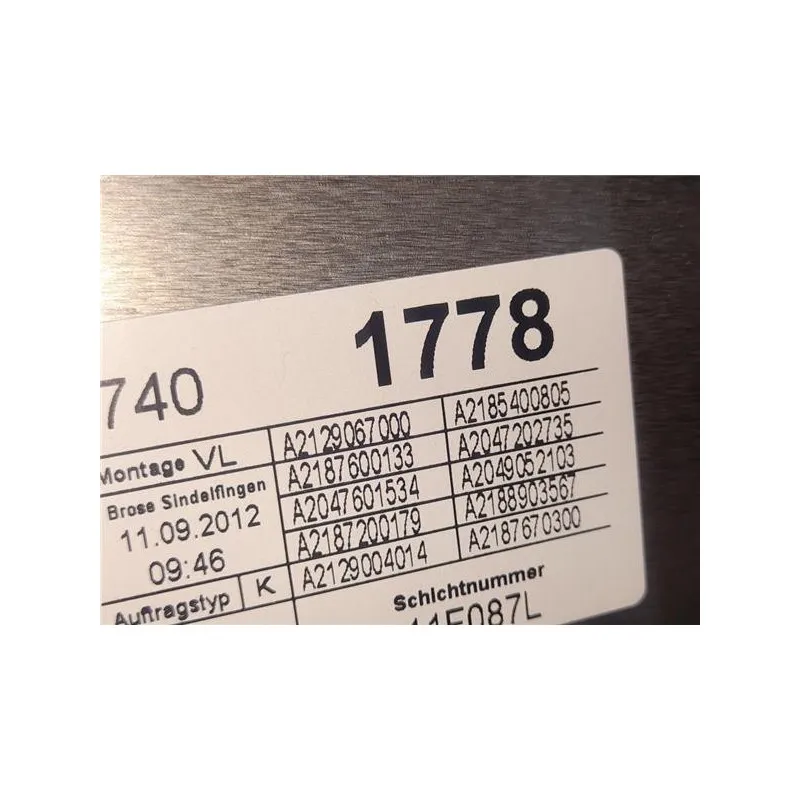 740 1778
Montage VL
Brose Sindelfingen
11.09.2012
09:46
Auftragstyp K
A2129067000 A2185400805
A2187600133 A2047202735
A2047601534 A2049052103
A2187200179 A2188903567
A2129004014 A2187670300
Schichtnummer
11F087L